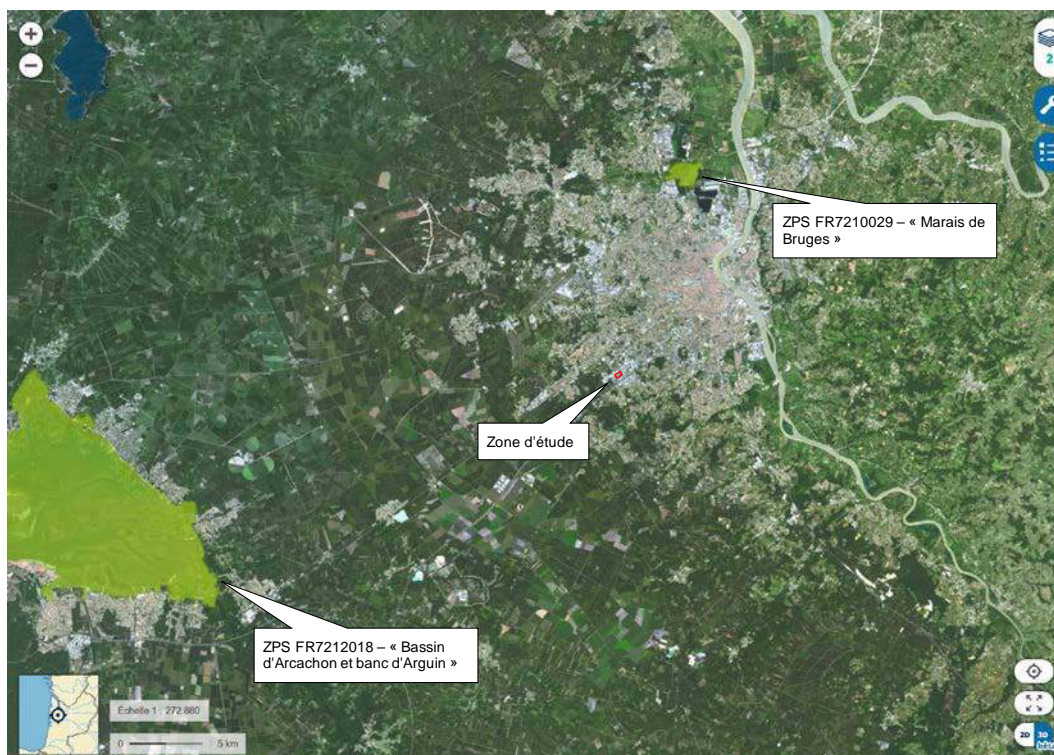 2
ZPS FR7210029 – « Marais de
Bruges »
Zone d'étude
ZPS FR7212018 – « Bassin
d'Arcachon et banc d'Arguin »
Échelle 1 : 272 880
0
5 km
2D
3D